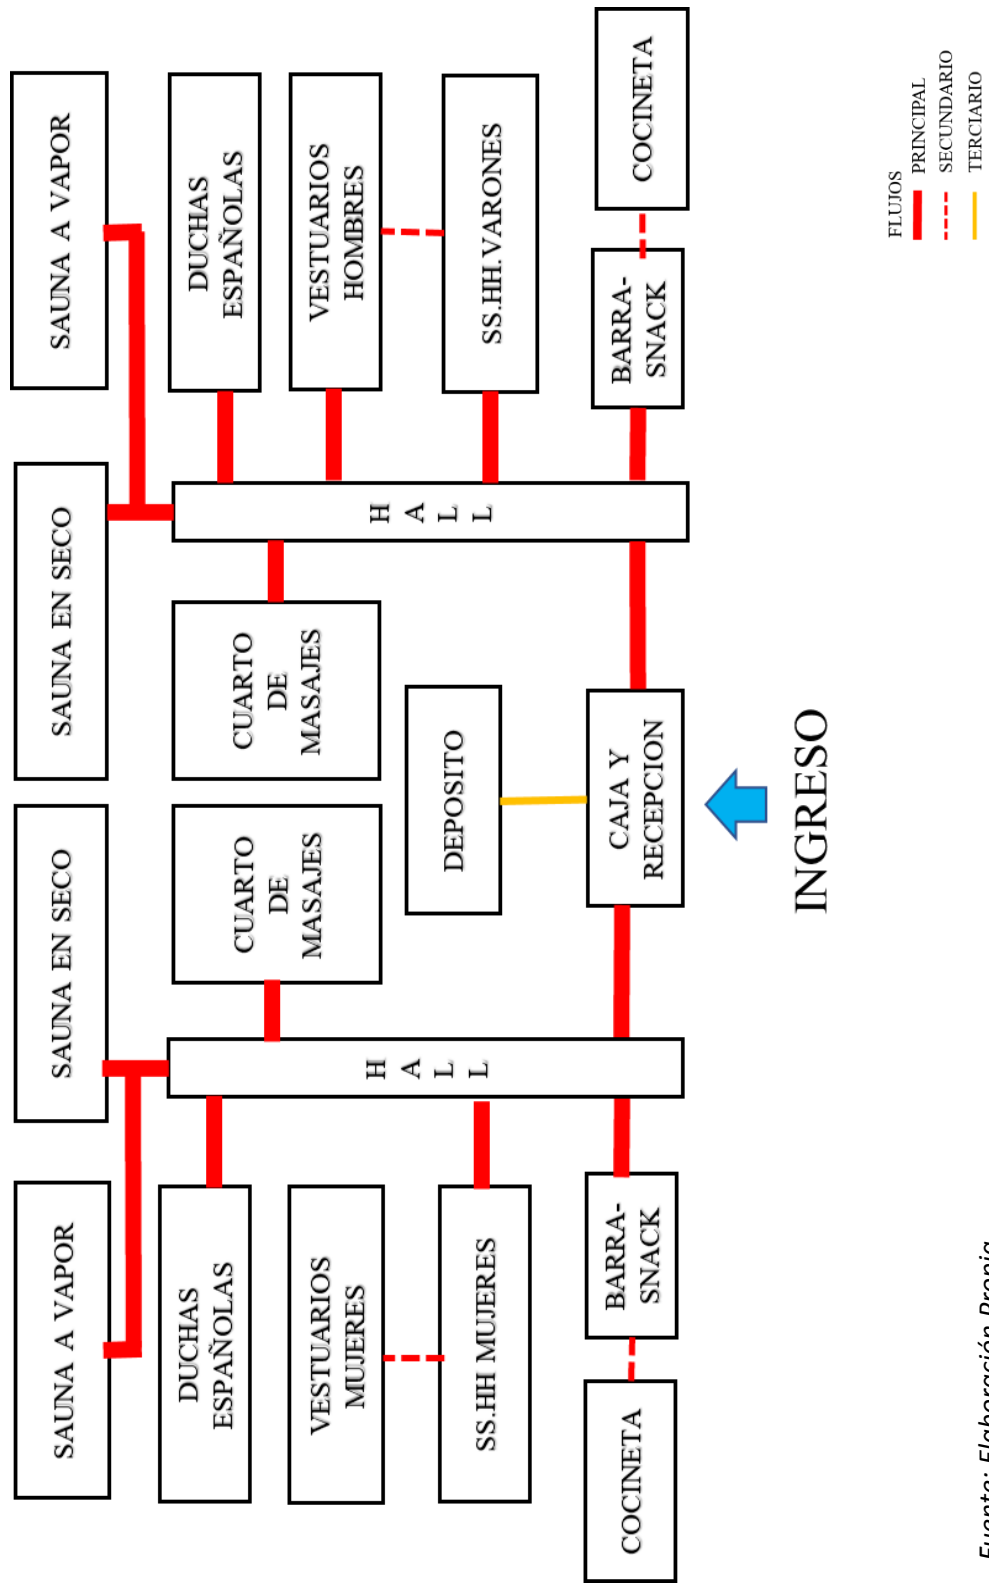 SAUNA A VAPOR
SAUNA EN SECO
SAUNA EN SECO
SAUNA A VAPOR
DUCHAS
ESPAÑOLAS
CUARTO
DE
MASAJES
CUARTO
DE
MASAJES
DUCHAS
ESPAÑOLAS
VESTUARIOS
MUJERES
H
A
L
L
H
A
L
L
VESTUARIOS
HOMBRES
SS.HH MUJERES
DEPOSITO
SS.HH.VARONES
COCINETA
BARRA-
SNACK
CAJA Y
RECEPCION
BARRA-
SNACK
COCINETA
INGRESO
FLUJOS
PRINCIPAL
SECUNDARIO
TERCIARIO
Fuente: Elaboración Propia